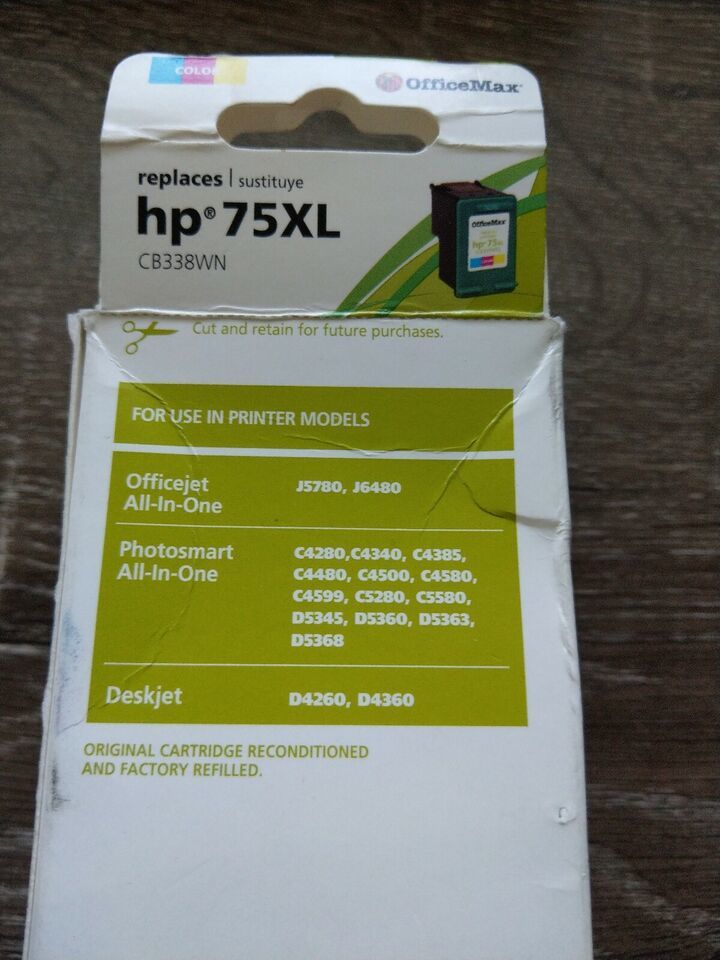 COLOR
OfficeMax
replaces | sustituye
hp® 75XL
CB338WN
OfficeMax
hp 75XL
COLOR
Cut and retain for future purchases.
FOR USE IN PRINTER MODELS
Officejet
All-In-One
J5780, J6480
Photosmart
All-In-One
C4280,C4340, C4385,
C4480, C4500, C4580,
C4599, C5280, C5580,
D5345, D5360, D5363,
D5368
Deskjet
D4260, D4360
ORIGINAL CARTRIDGE RECONDITIONED
AND FACTORY REFILLED.